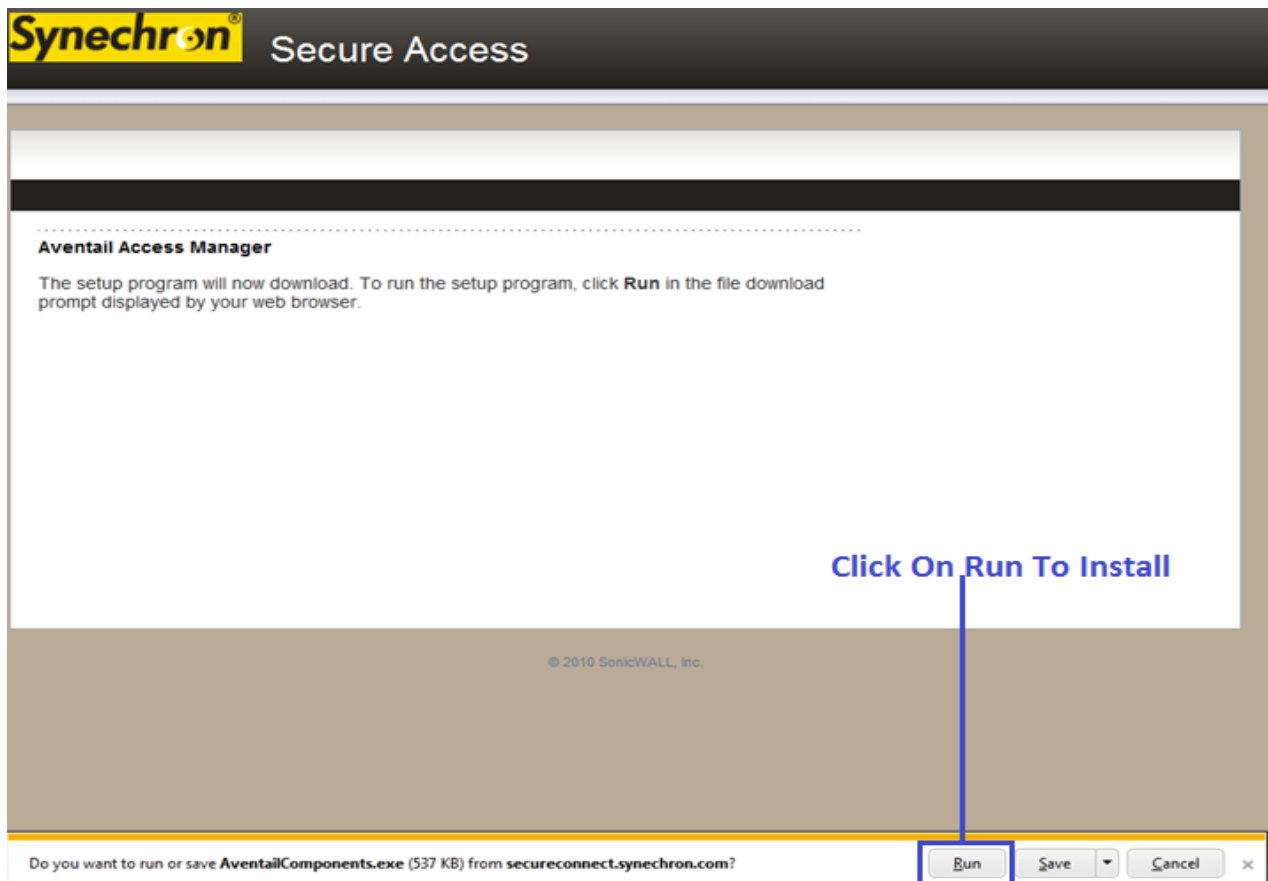 Synechron®
Secure Access
Aventail Access Manager
The setup program will now download. To run the setup program, click Run in the file download
prompt displayed by your web browser.
Click On Run To Install
© 2010 SonicWALL, Inc.
Do you want to run or save AventailComponents.exe (537 KB) from secureconnect.synechron.com?
Run Save Cancel ×